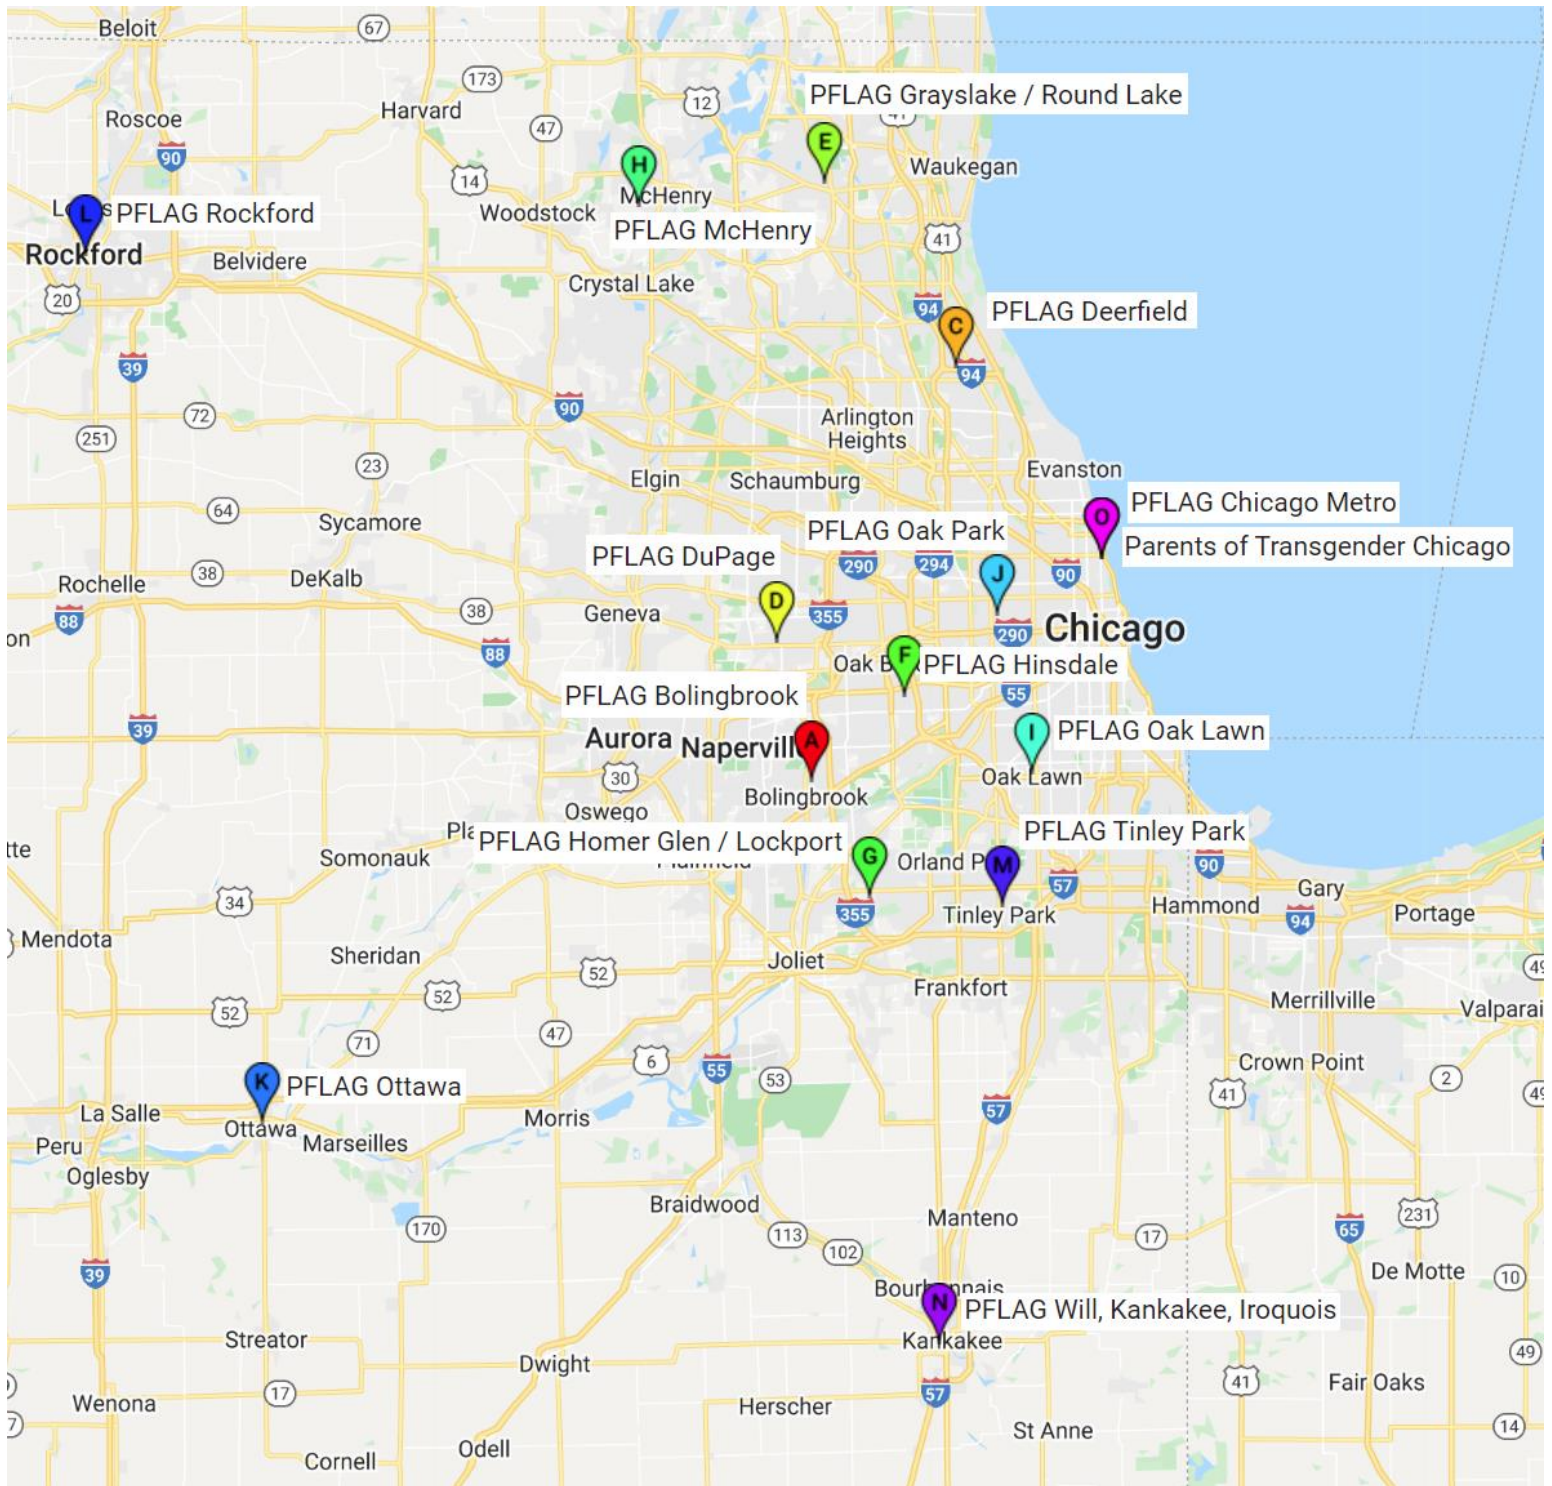 Beloit
67
173
Harvard
12
PFLAG Grayslake / Round Lake
41
Roscoe
47
90
E
Waukegan
H
14
McHenry
Woodstock
L
PFLAG Rockford
PFLAG McHenry
41
Rockford
Belvidere
Crystal Lake
20
94
PFLAG Deerfield
C
39
94
90
72
Arlington
Heights
251
23
Evanston
Elgin
Schaumburg
64
Sycamore
PFLAG Chicago Metro
O
PFLAG Oak Park
Parents of Transgender Chicago
PFLAG DuPage
290
294
90
J
38
DeKalb
Rochelle
D
88
38
Geneva
355
290
Chicago
on
88
F
PFLAG Hinsdale
PFLAG Bolingbrook
55
39
Aurora
A
I
PFLAG Oak Lawn
30
Oak Lawn
Bolingbrook
Oswego
PFLAG Tinley Park
PFLAG Homer Glen / Lockport
Somonauk
G
Orland P
M
90
57
34
355
Tinley Park
Hammond
Gary
94
Portage
Mendota
Sheridan
Joliet
52
52
Frankfort
52
Merrillville
Valparai
47
71
6
55
Crown Point
K
PFLAG Ottawa
53
2
41
La Salle
Ottawa
Morris
57
Peru
Marseilles
Oglesby
Braidwood
Manteno
170
113
102
17
65
231
39
De Motte
10
N
PFLAG Will, Kankakee, Iroquois
Streator
Kankakee
49
Dwight
17
57
41
Fair Oaks
Wenona
Herscher
14
St Anne
Odell
Cornell